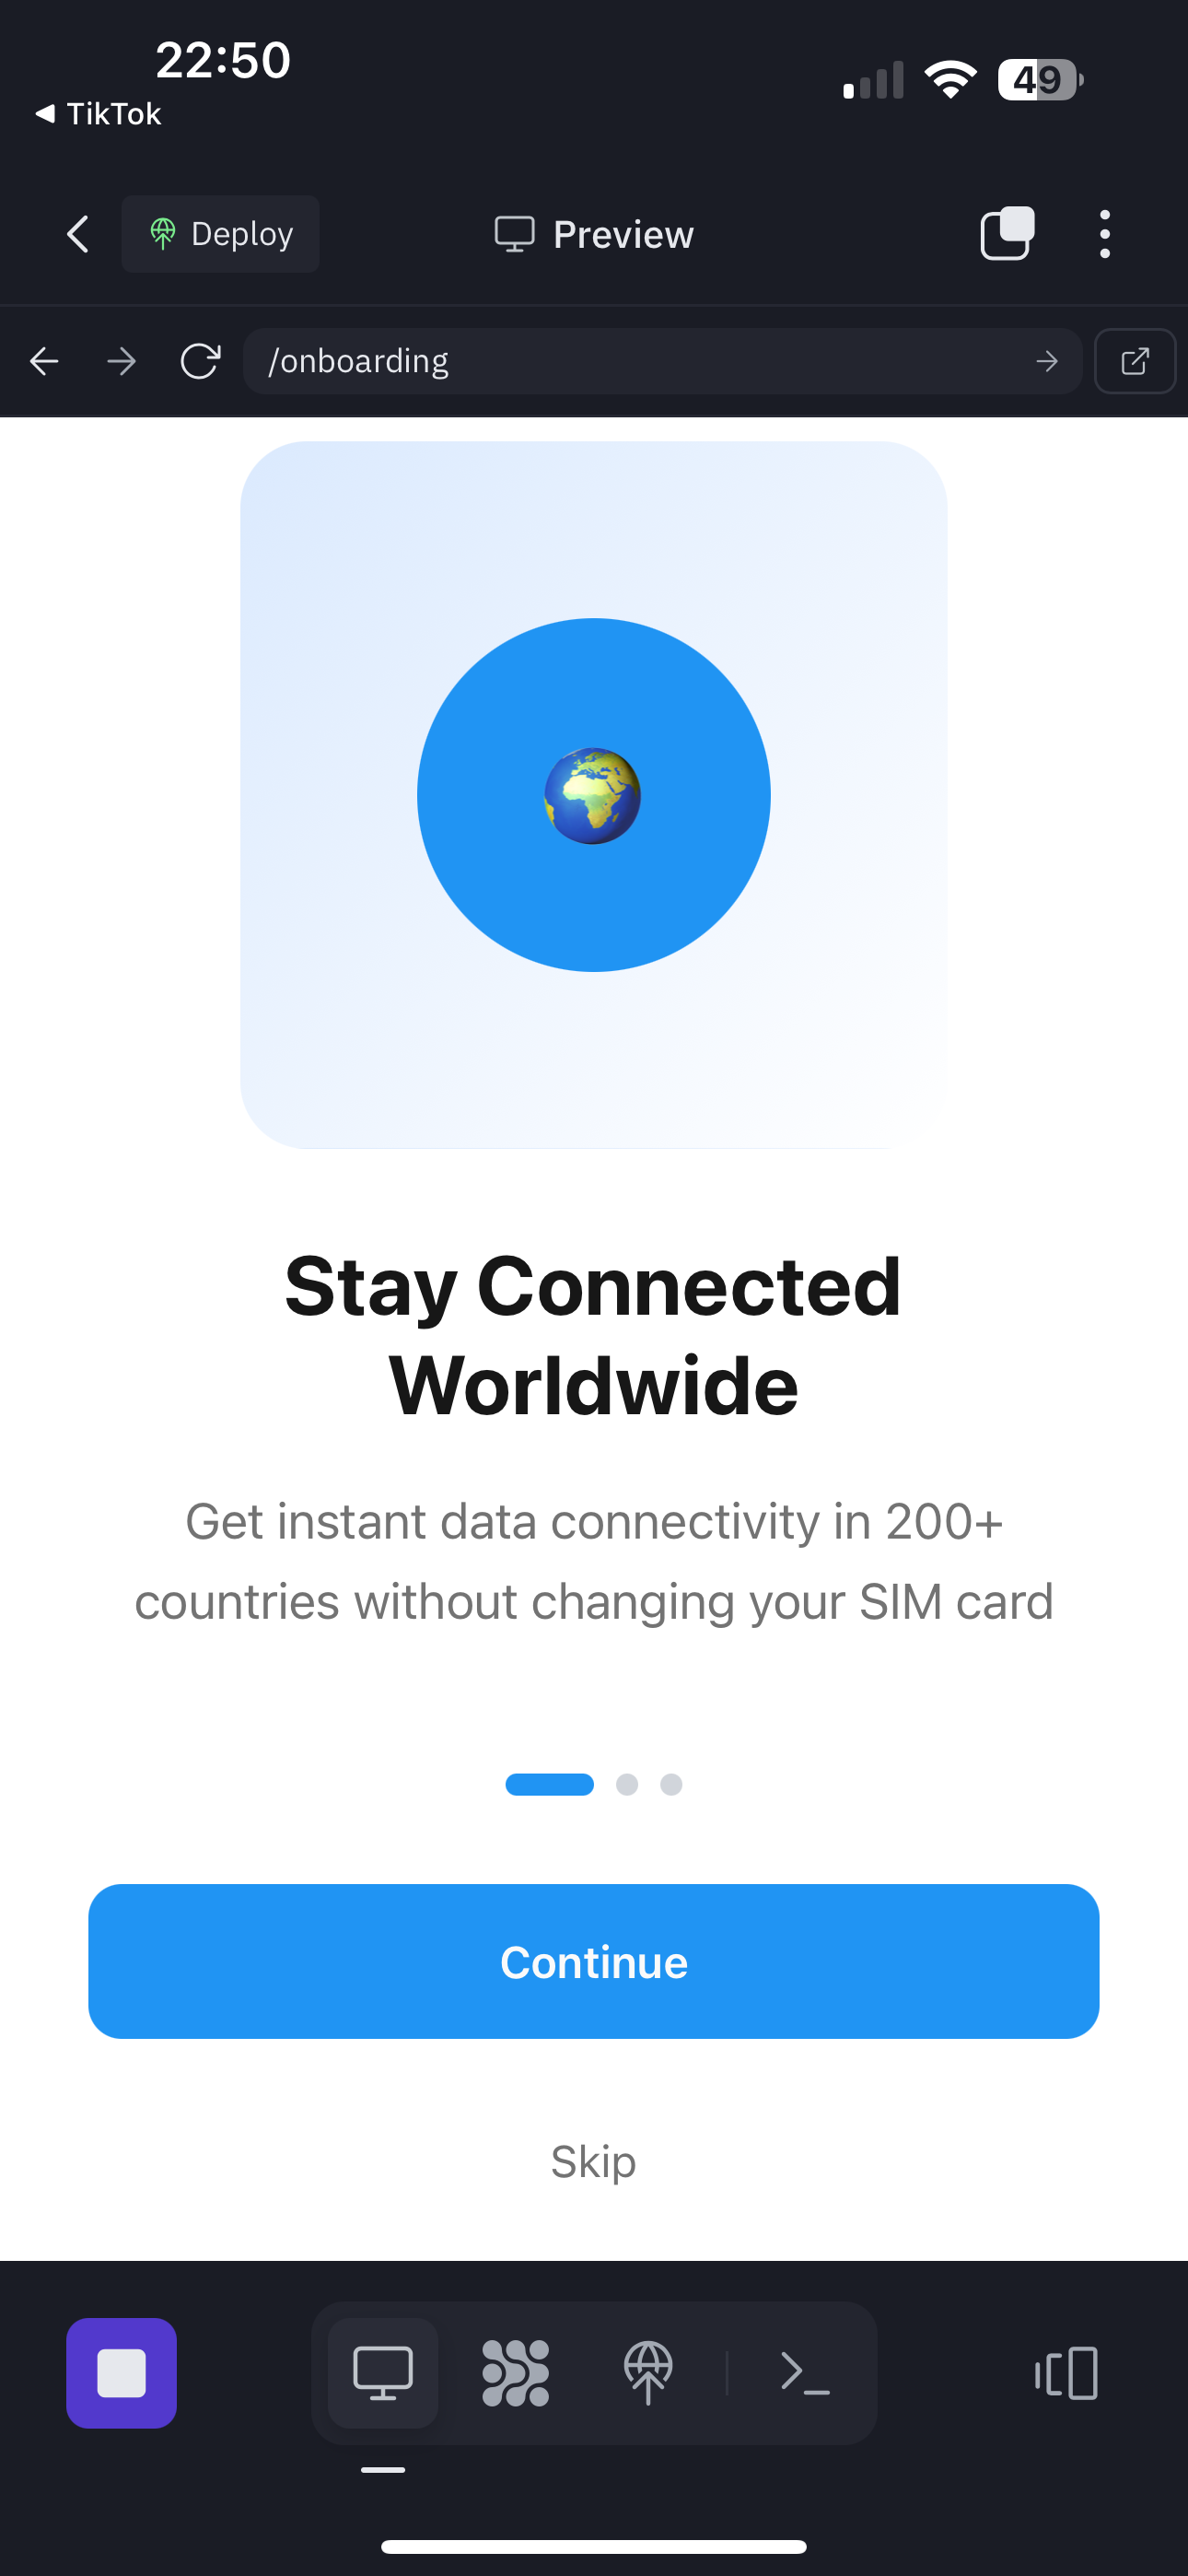 22:50
49
◀ TikTok
Deploy
Preview
/onboarding
Stay Connected
Worldwide
Get instant data connectivity in 200+
countries without changing your SIM card
Continue
Skip